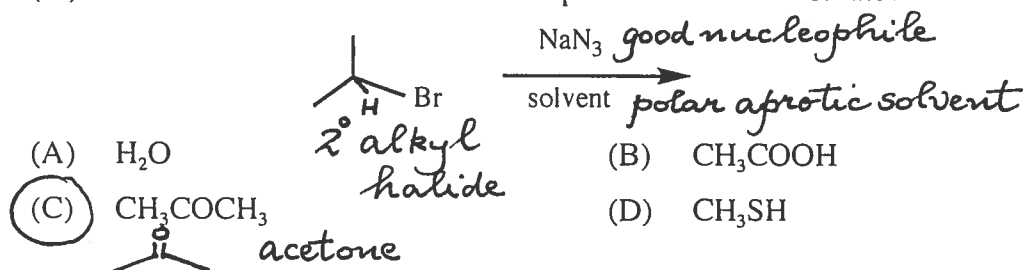 NaN₃ good nucleophile
H Br solvent polar aprotic solvent
2° alkyl
halide
(A) H₂O (B) CH₃COOH
(C) CH₃COCH₃ (D) CH₃SH
O
acetone